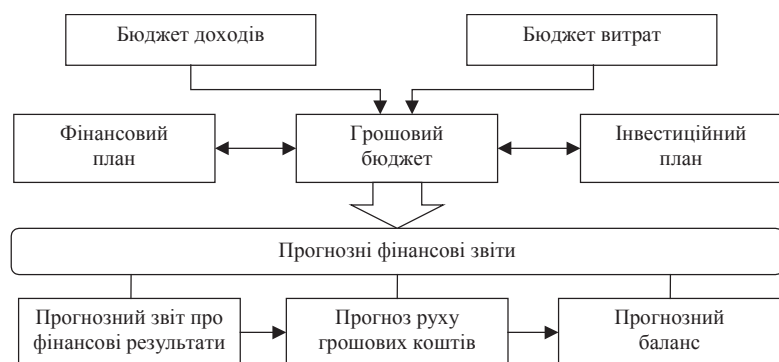 Бюджет доходів
Бюджет витрат
Фінансовий
план
Грошовий
бюджет
Інвестиційний
план
Прогнозні фінансові звіти
Прогнозний звіт про
фінансові результати
Прогноз руху
грошових коштів
Прогнозний
баланс